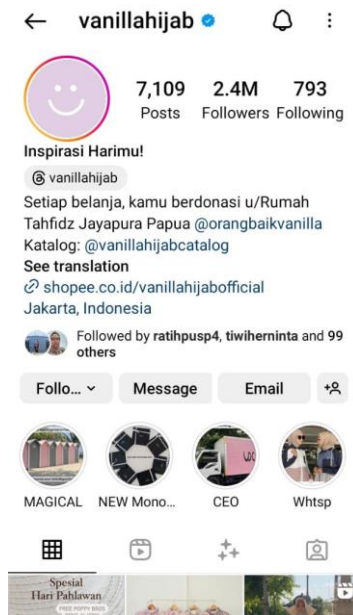 vanillahijab
7,109 2.4M 793
Posts Followers Following
Inspirasi Harimu!
vanillahijab
Setiap belanja, kamu berdonasi u/Rumah
Tahfidz Jayapura Papua @orangbaikvanilla
Katalog: @vanillahijabcatalog
See translation
shopee.co.id/vanillahijabofficial
Jakarta, Indonesia
Followed by ratihpusp4, tiwiherninta and 99
others
Follo... Message Email
MAGICAL NEW Mono... CEO Whtsp
Spesial
Hari Pahlawan